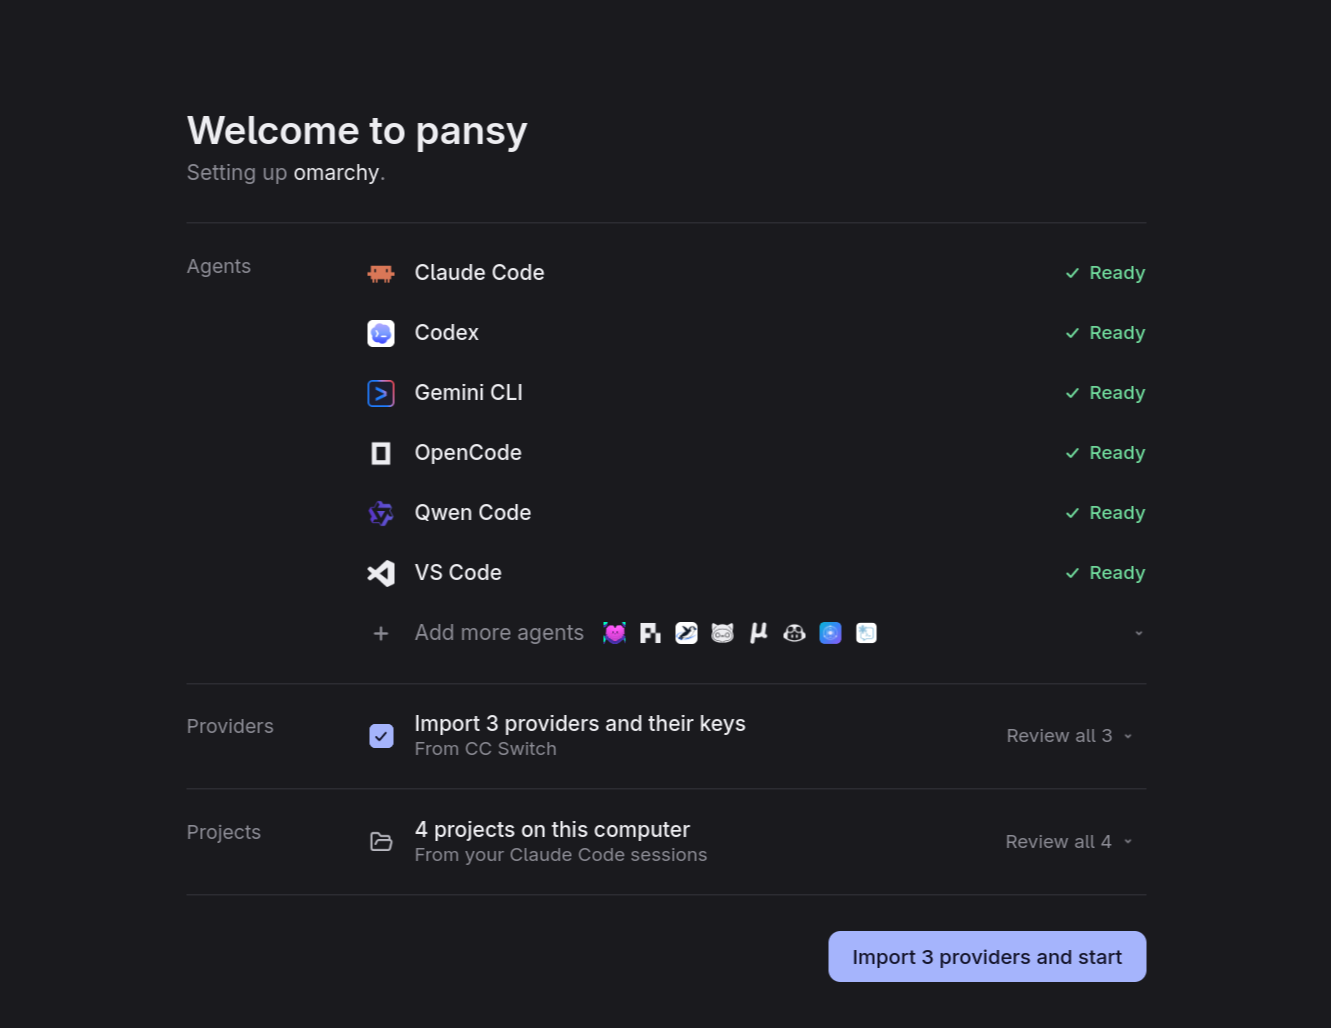 Welcome to pansy
Setting up omarchy.
Agents
Claude Code
Ready
Codex
Ready
Gemini CLI
Ready
OpenCode
Ready
Qwen Code
Ready
VS Code
Ready
Add more agents
Providers
Import 3 providers and their keys
From CC Switch
Review all 3
Projects
4 projects on this computer
From your Claude Code sessions
Review all 4
Import 3 providers and start